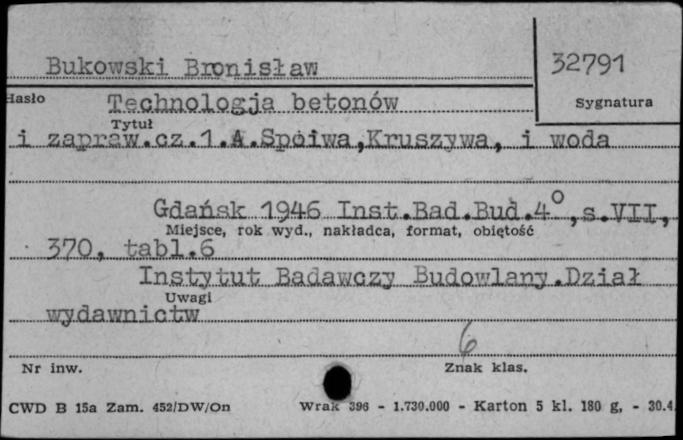 Bukowski Bronisław
32791
Hasło
Technologja betonów
Sygnatura
Tytuł
i zapraw.cz.1.A.Spoiwa,Kruszywa, i woda
Gdańsk 1946 Inst.Bad.Bud.4°,s.VII,
Miejsce, rok wyd., nakładca, format, obiętość
370, tabl.6
Instytut Badawczy Budowlany.Dział
Uwagi
wydawnictw
6
Nr inw.
Znak klas.
CWD B 15a Zam. 452/DW/On
Wrak 396 - 1.730.000 - Karton 5 kl. 180 g, - 30.4